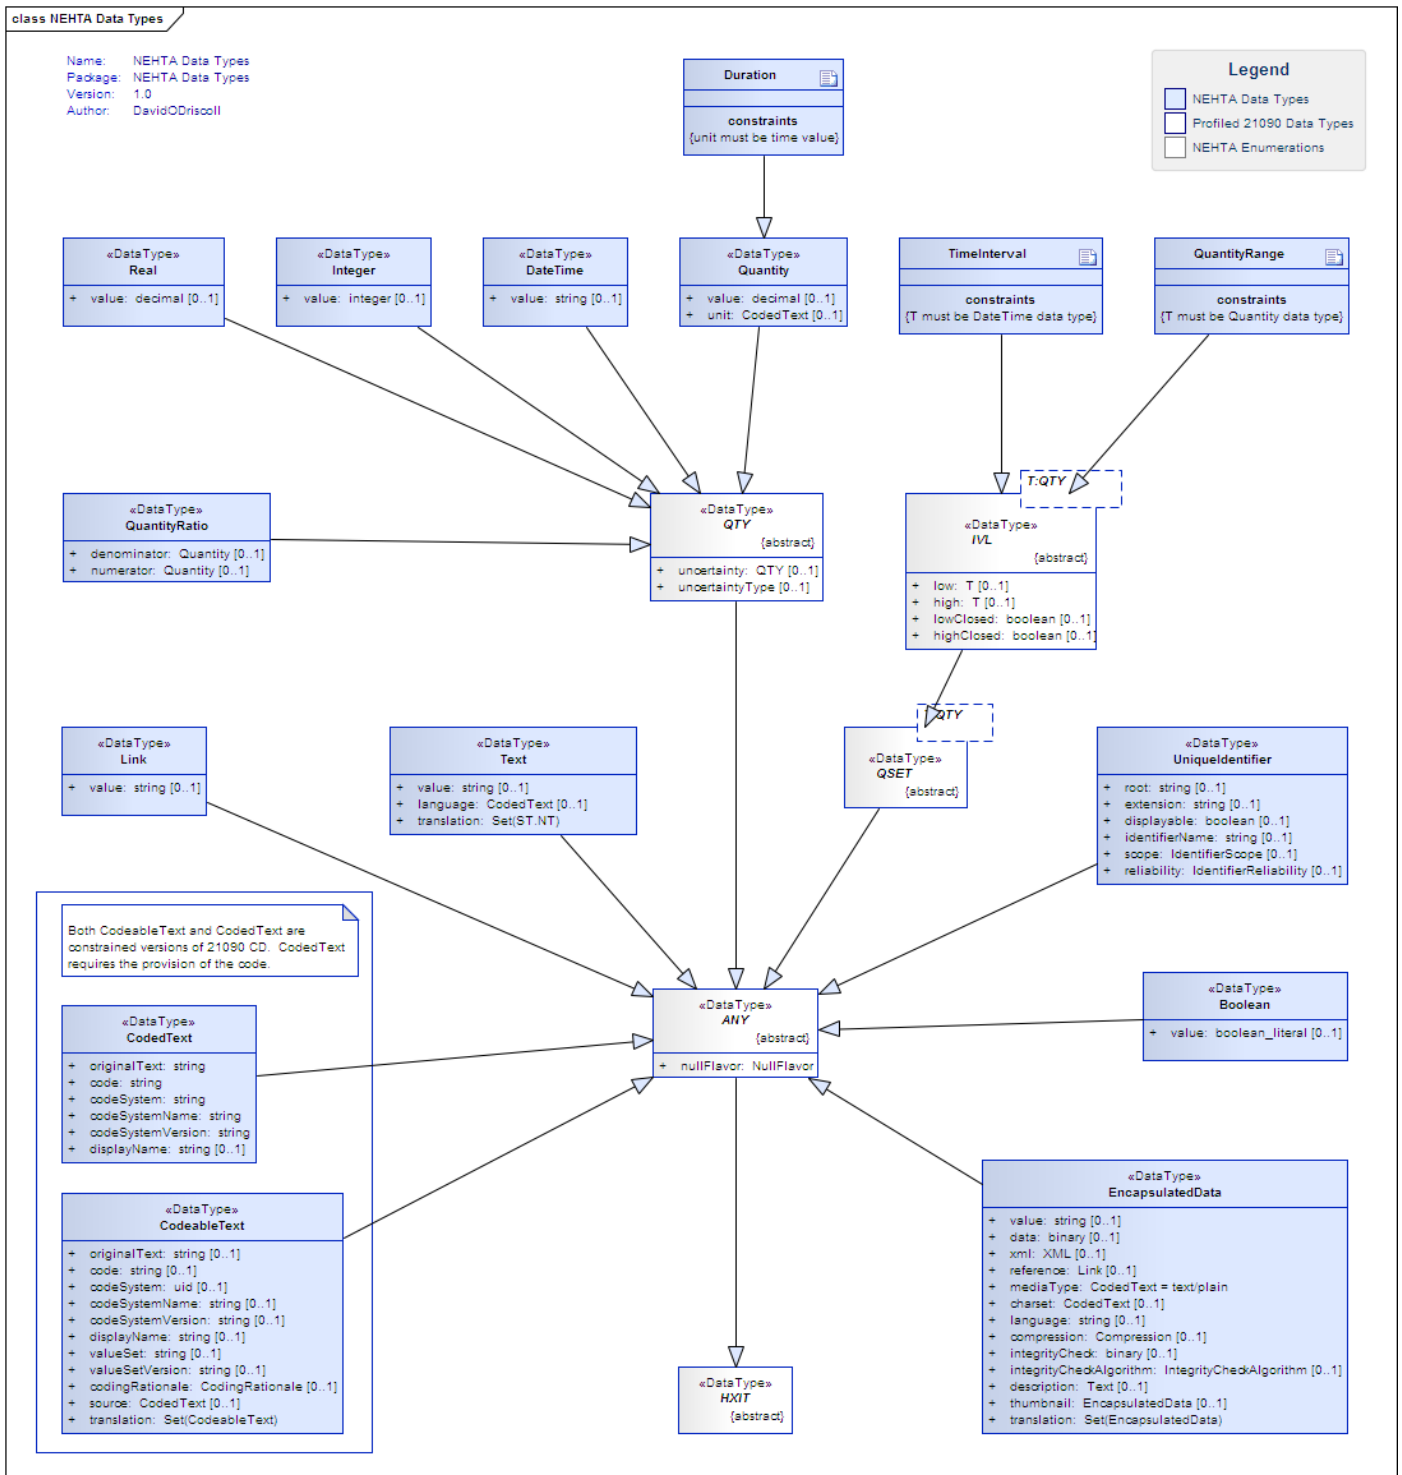 class NEHTA Data Types
Name: NEHTA Data Types
Package: NEHTA Data Types
Version: 1.0
Author: DavidODriscoll
Duration
constraints
{unit must be time value}
Legend
NEHTA Data Types
Profiled 21090 Data Types
NEHTA Enumerations
«DataType»
Real
+ value: decimal [0..1]
«DataType»
Integer
+ value: integer [0..1]
«DataType»
DateTime
+ value: string [0..1]
«DataType»
Quantity
+ value: decimal [0..1]
+ unit: CodedText [0..1]
TimeInterval
constraints
{T must be DateTime data type}
QuantityRange
constraints
{T must be Quantity data type}
«DataType»
QuantityRatio
+ denominator: Quantity [0..1]
+ numerator: Quantity [0..1]
«DataType»
QTY
{abstract}
+ uncertainty: QTY [0..1]
+ uncertaintyType [0..1]
T:QTY
«DataType»
IVL
{abstract}
+ low: T [0..1]
+ high: T [0..1]
+ lowClosed: boolean [0..1]
+ highClosed: boolean [0..1]
«DataType»
Link
+ value: string [0..1]
«DataType»
Text
+ value: string [0..1]
+ language: CodedText [0..1]
+ translation: Set(ST.NT)
QTY
«DataType»
QSET
{abstract}
«DataType»
UniqueIdentifier
+ root: string [0..1]
+ extension: string [0..1]
+ displayable: boolean [0..1]
+ identifierName: string [0..1]
+ scope: IdentifierScope [0..1]
+ reliability: IdentifierReliability [0..1]
Both CodeableText and CodedText are
constrained versions of 21090 CD. CodedText
requires the provision of the code.
«DataType»
CodedText
+ originalText: string
+ code: string
+ codeSystem: string
+ codeSystemName: string
+ codeSystemVersion: string
+ displayName: string [0..1]
«DataType»
ANY
{abstract}
+ nullFlavor: NullFlavor
«DataType»
Boolean
+ value: boolean_literal [0..1]
«DataType»
CodeableText
+ originalText: string [0..1]
+ code: string [0..1]
+ codeSystem: uid [0..1]
+ codeSystemName: string [0..1]
+ codeSystemVersion: string [0..1]
+ displayName: string [0..1]
+ valueSet: string [0..1]
+ valueSetVersion: string [0..1]
+ codingRationale: CodingRationale [0..1]
+ source: CodedText [0..1]
+ translation: Set(CodeableText)
«DataType»
HXIT
{abstract}
«DataType»
EncapsulatedData
+ value: string [0..1]
+ data: binary [0..1]
+ xml: XML [0..1]
+ reference: Link [0..1]
+ mediaType: CodedText = text/plain
+ charset: CodedText [0..1]
+ language: string [0..1]
+ compression: Compression [0..1]
+ integrityCheck: binary [0..1]
+ integrityCheckAlgorithm: IntegrityCheckAlgorithm [0..1]
+ description: Text [0..1]
+ thumbnail: EncapsulatedData [0..1]
+ translation: Set(EncapsulatedData)